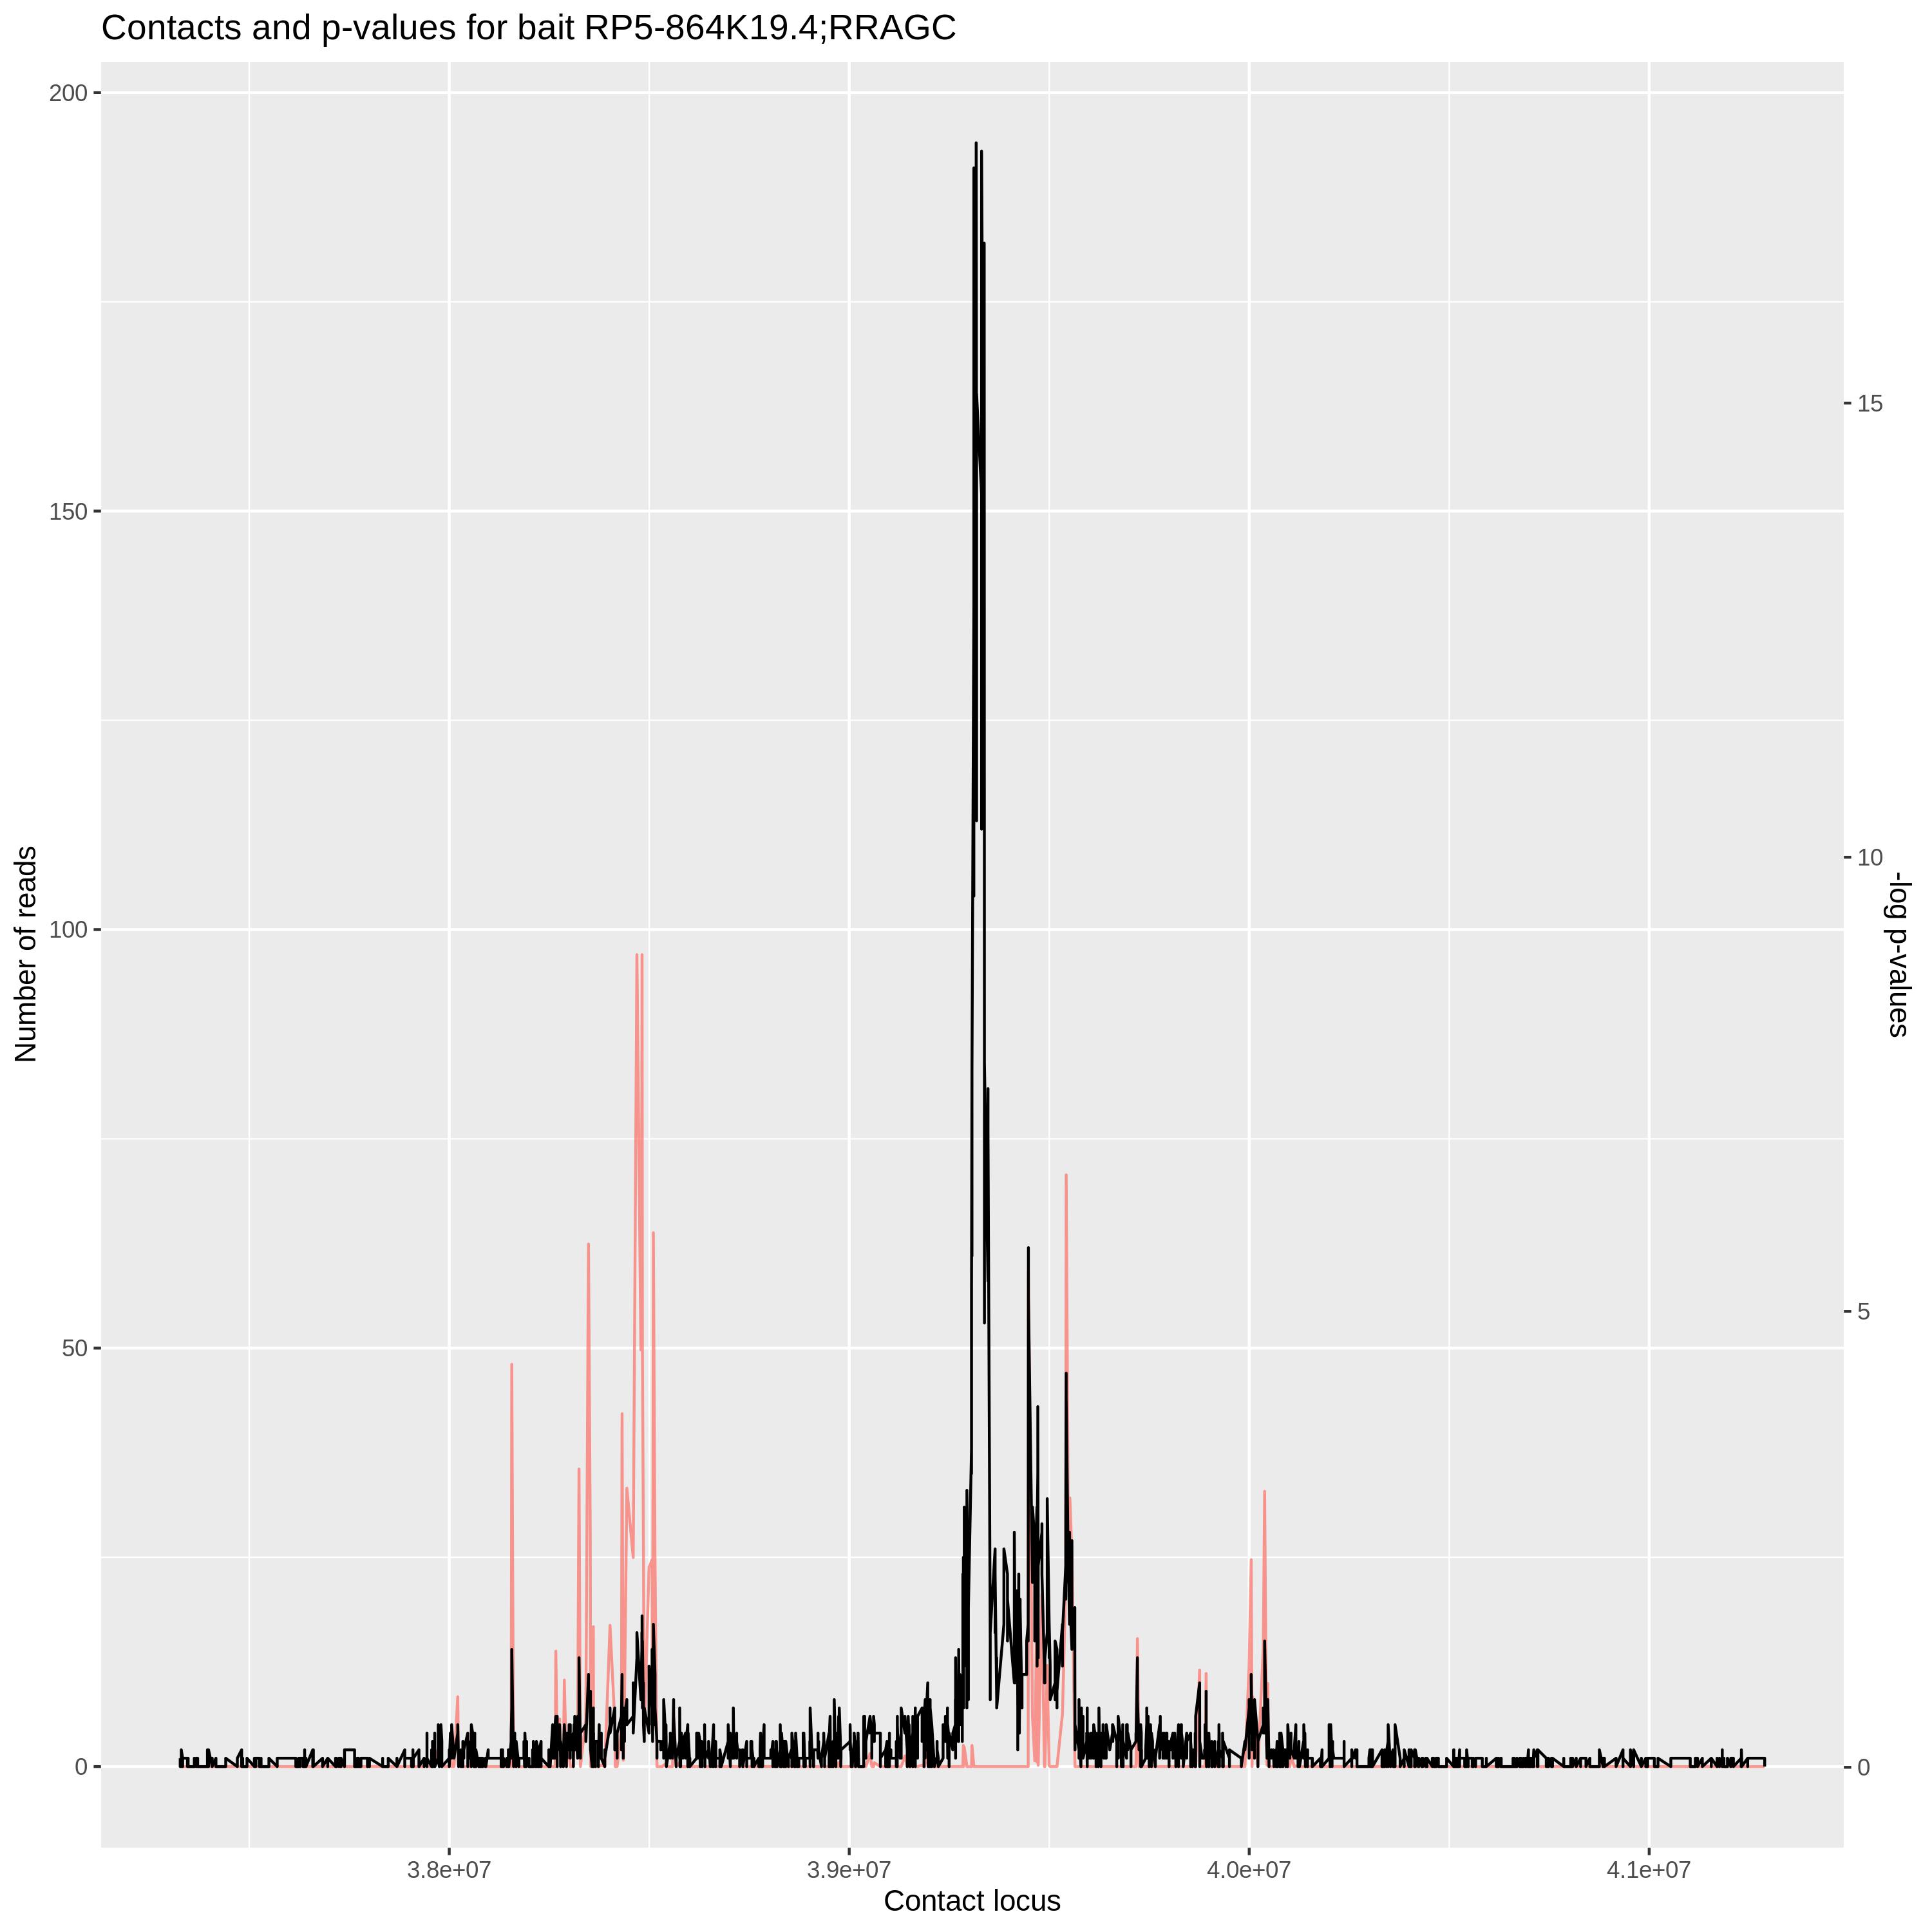 Contacts and p-values for bait RP5-864K19.4;RRAGC
200
150
100
50
0
Number of reads
15
10
5
0
-log p-values
3.8e+07
3.9e+07
4.0e+07
4.1e+07
Contact locus